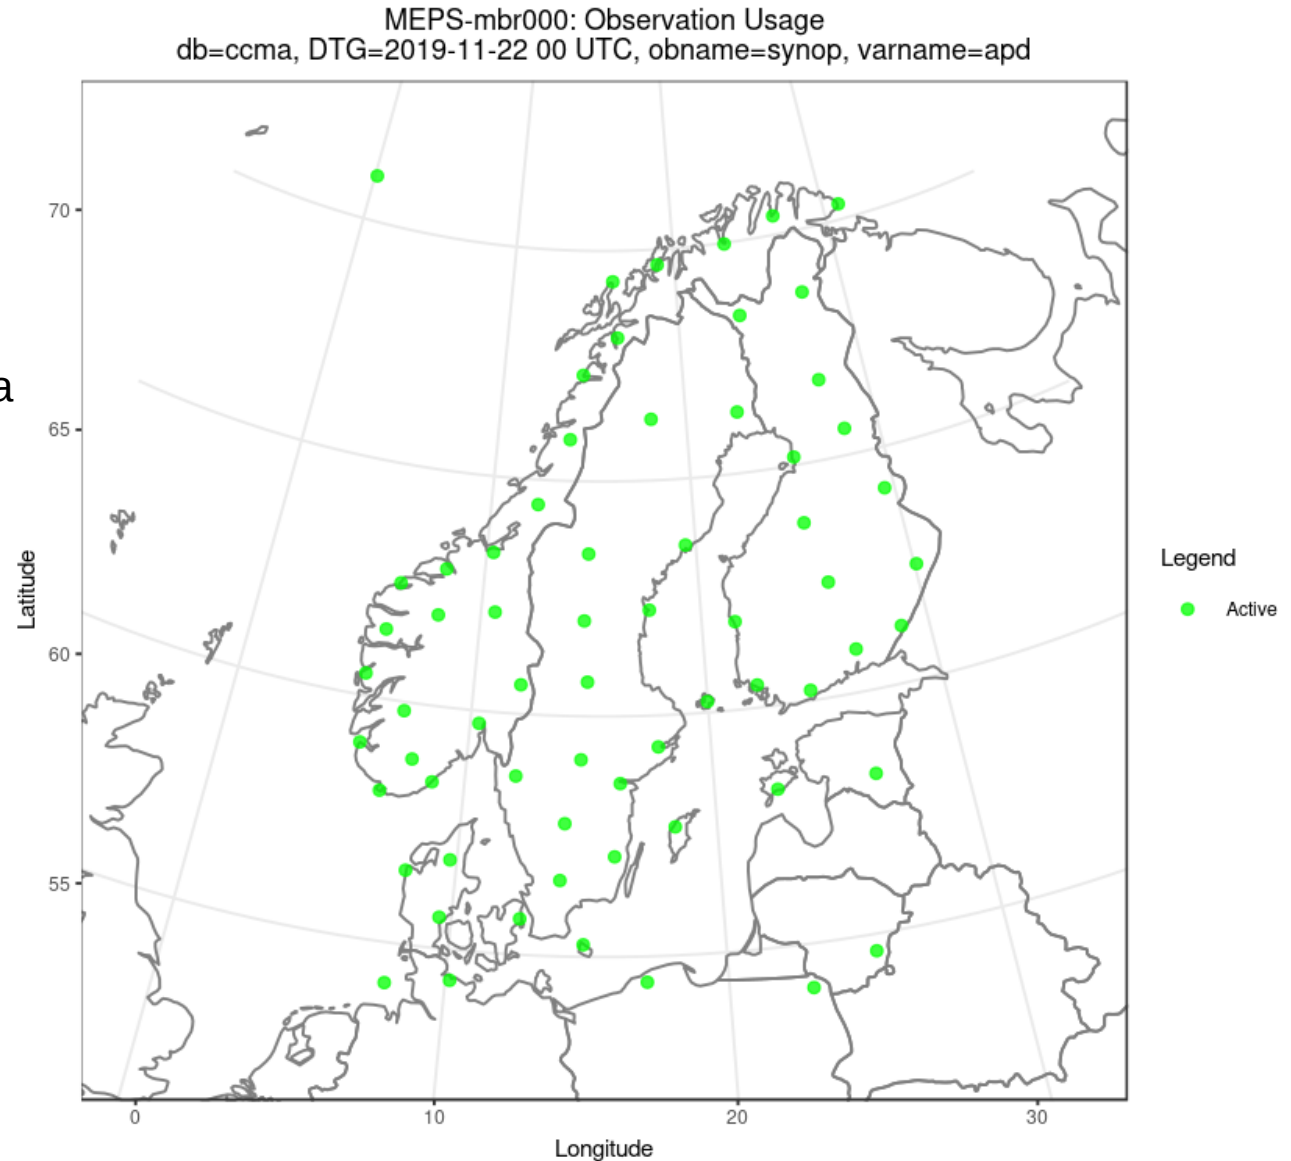 MEPS-mbr000: Observation Usage
db=ccma, DTG=2019-11-22 00 UTC, obname=synop, varname=apd
a
70
65
60
55
Latitude
0 10 20 30
Longitude
Legend
Active